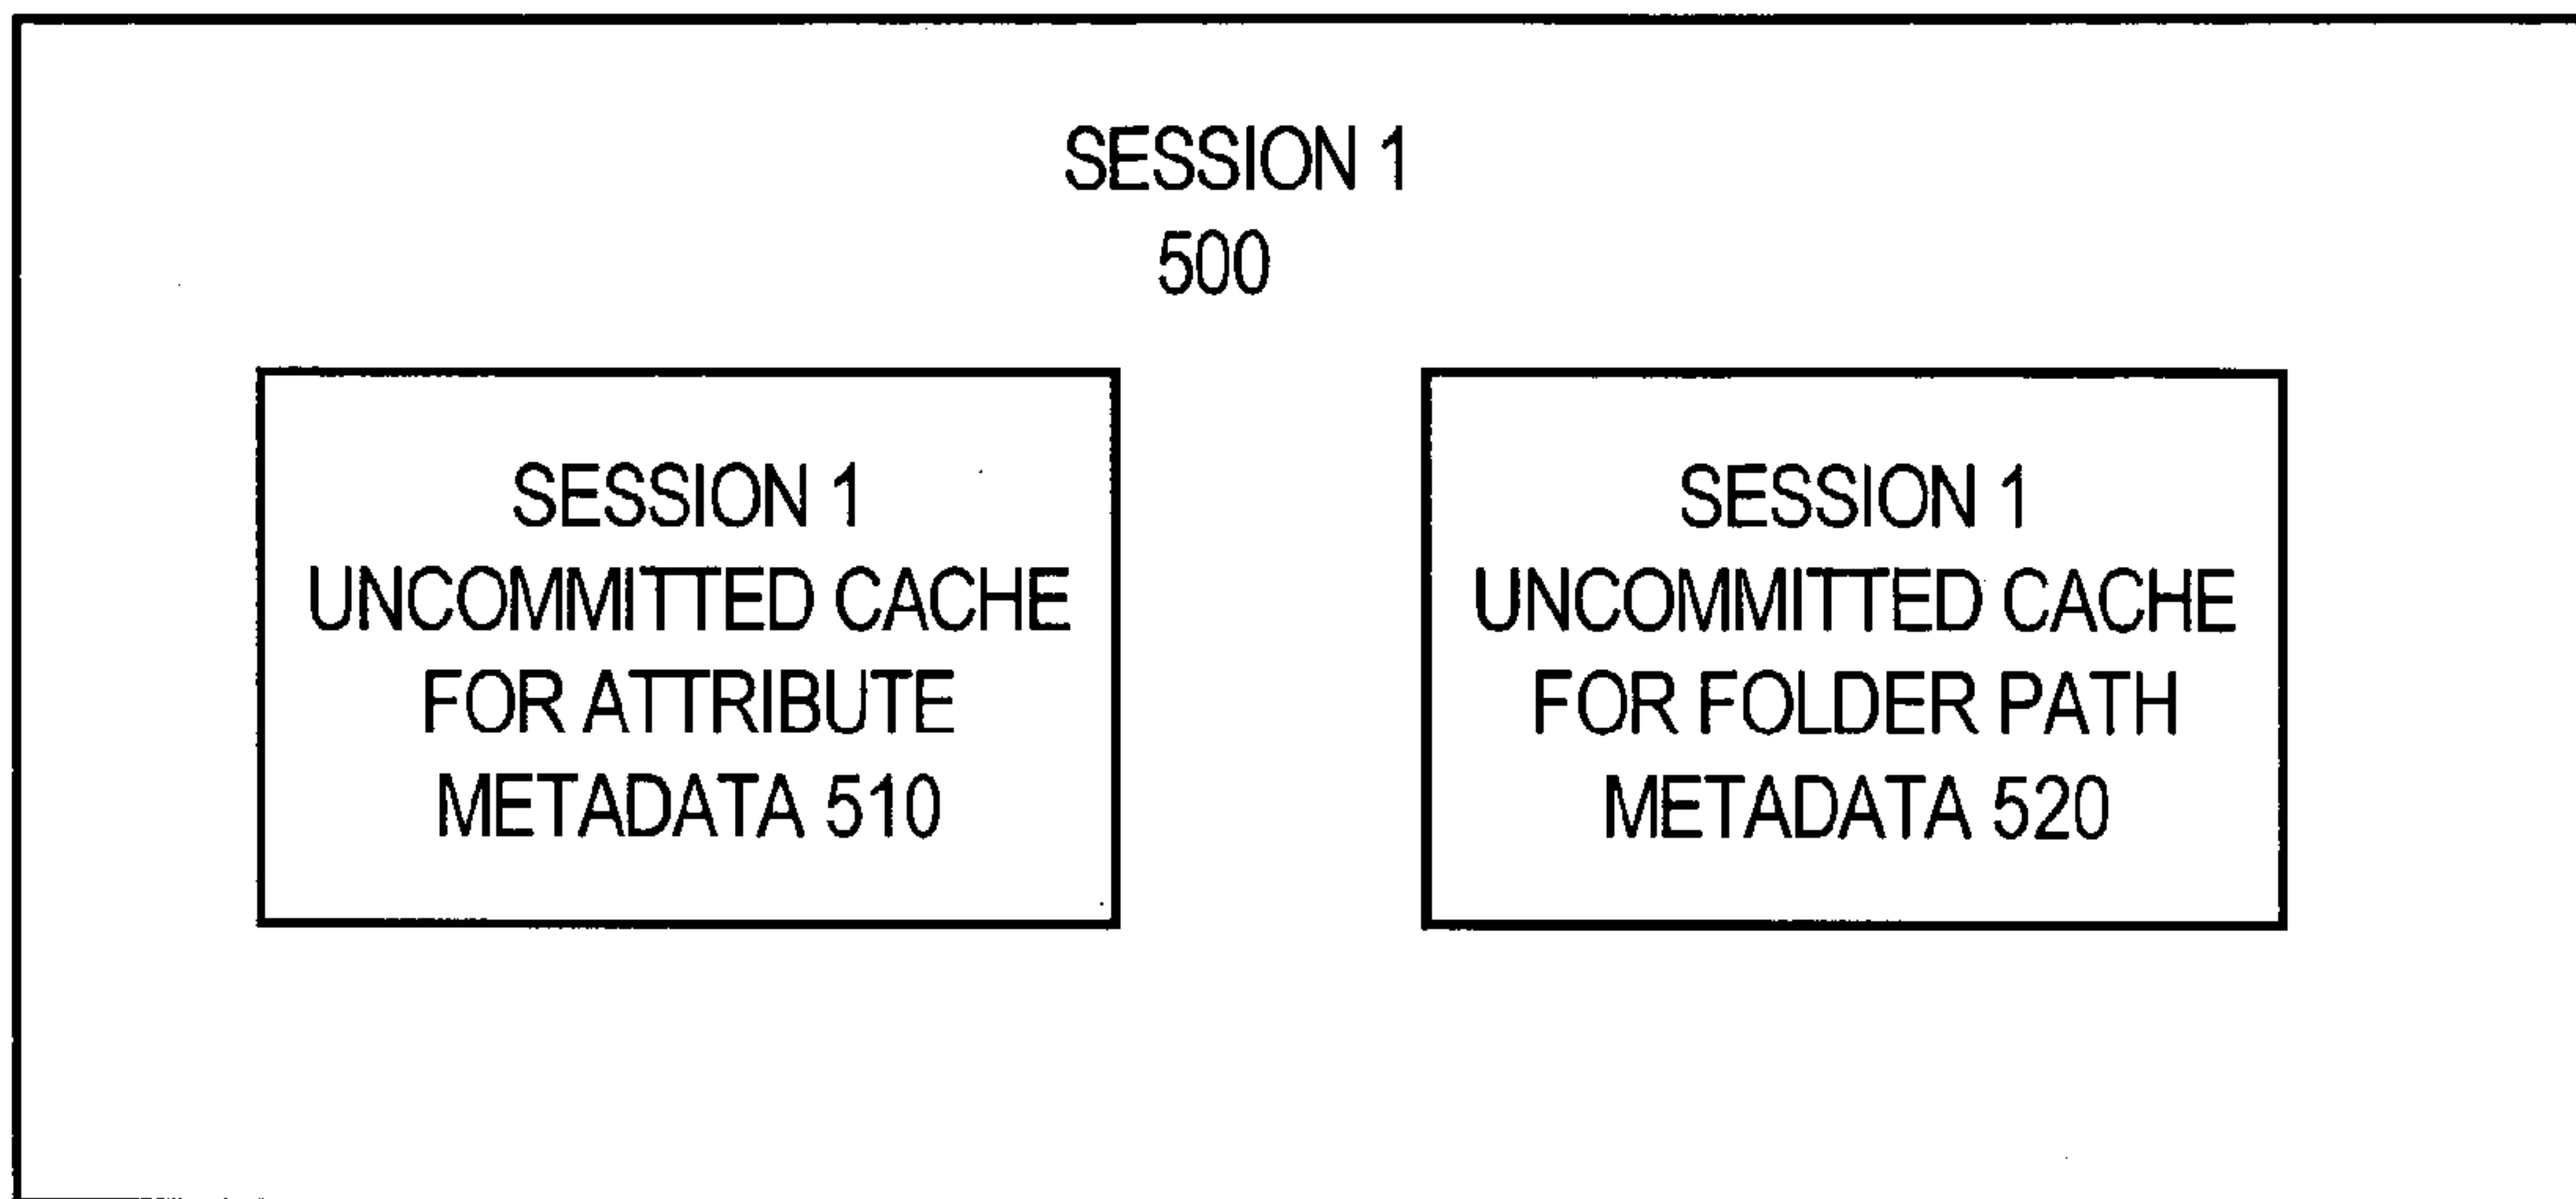 SESSION 1
500
SESSION 1
UNCOMMITTED CACHE
FOR ATTRIBUTE
METADATA 510
SESSION 1
UNCOMMITTED CACHE
FOR FOLDER PATH
METADATA 520